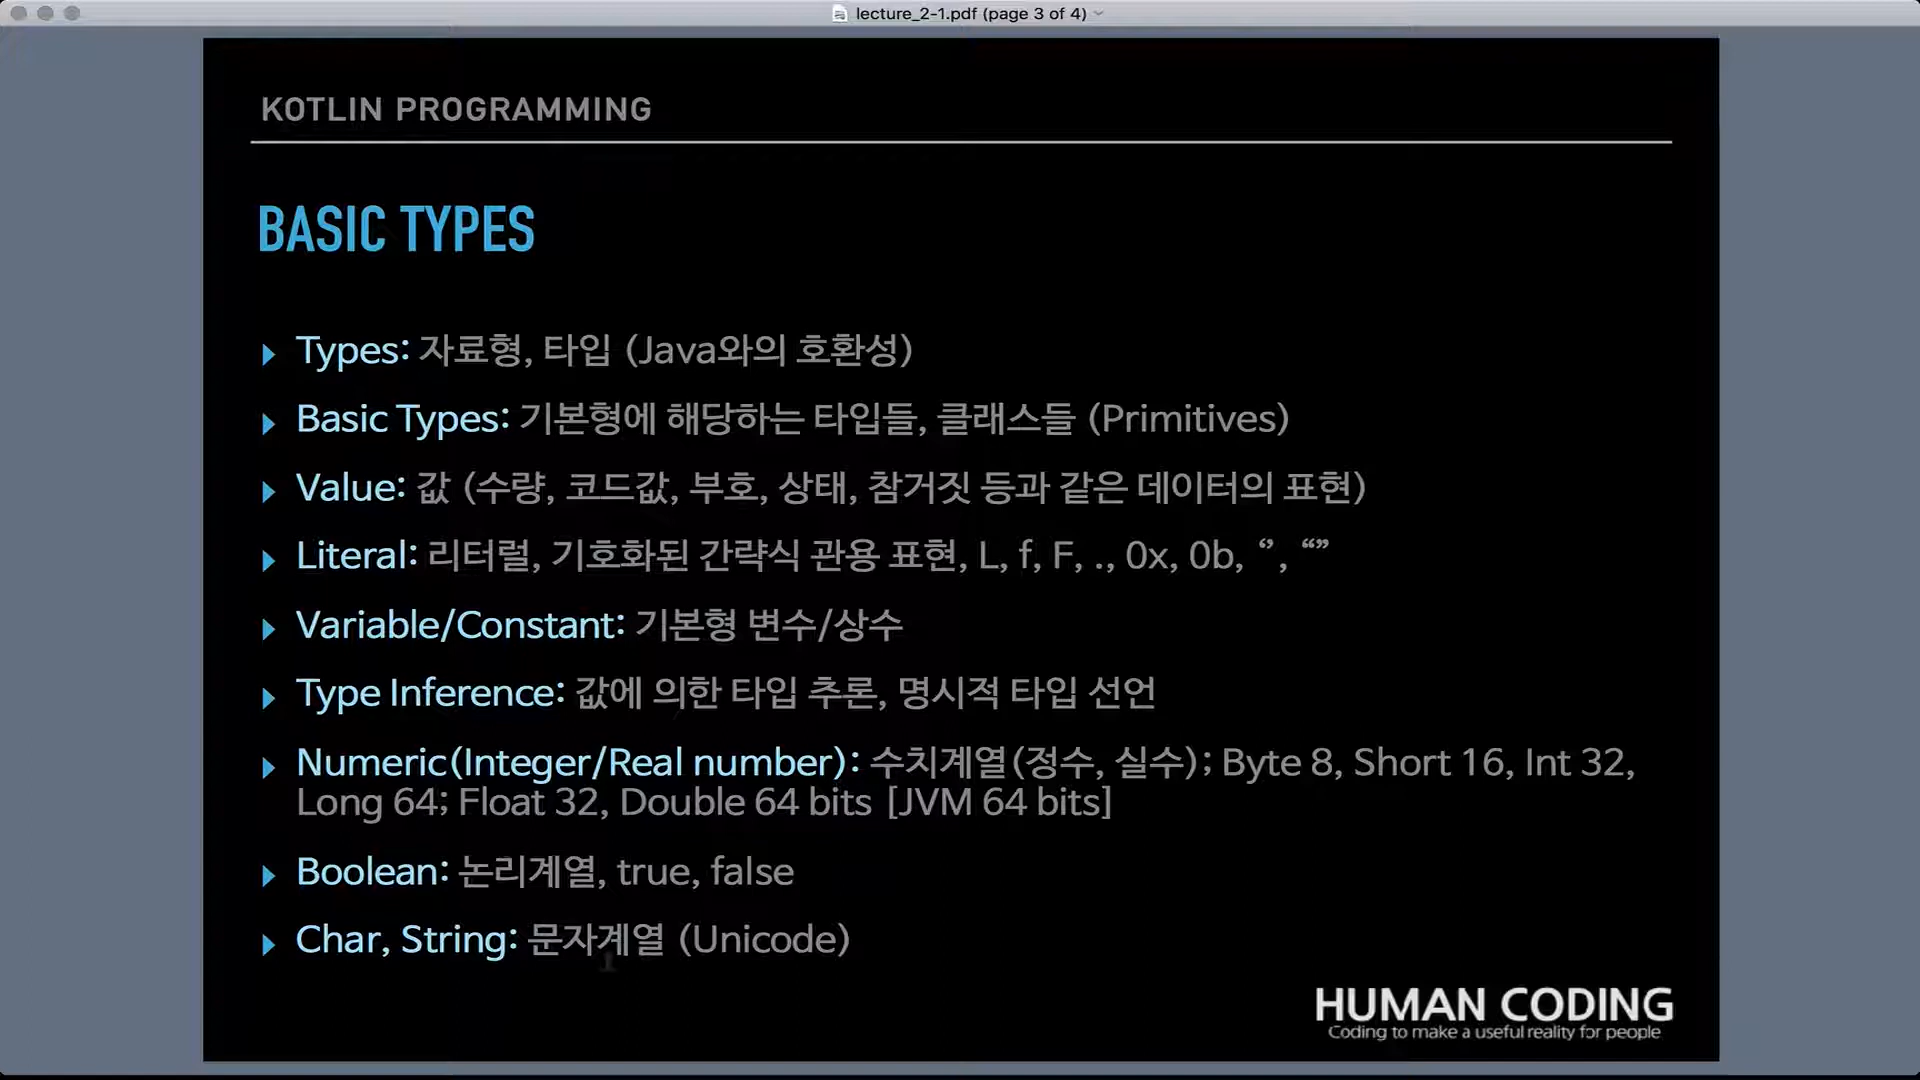 lecture_2-1.pdf (page 3 of 4)
KOTLIN PROGRAMMING
BASIC TYPES
Types: 자료형, 타입 (Java와의 호환성)
Basic Types: 기본형에 해당하는 타입들, 클래스들 (Primitives)
Value: 값 (수량, 코드값, 부호, 상태, 참거짓 등과 같은 데이터의 표현)
Literal: 리터럴, 기호화된 간략식 관용 표현, L, f, F, ., 0x, 0b, ‘’, “”
Variable/Constant: 기본형 변수/상수
Type Inference: 값에 의한 타입 추론, 명시적 타입 선언
Numeric(Integer/Real number): 수치계열(정수, 실수); Byte 8, Short 16, Int 32,
Long 64; Float 32, Double 64 bits [JVM 64 bits]
Boolean: 논리계열, true, false
Char, String: 문자계열 (Unicode)
HUMAN CODING
Coding to make a useful reality for people